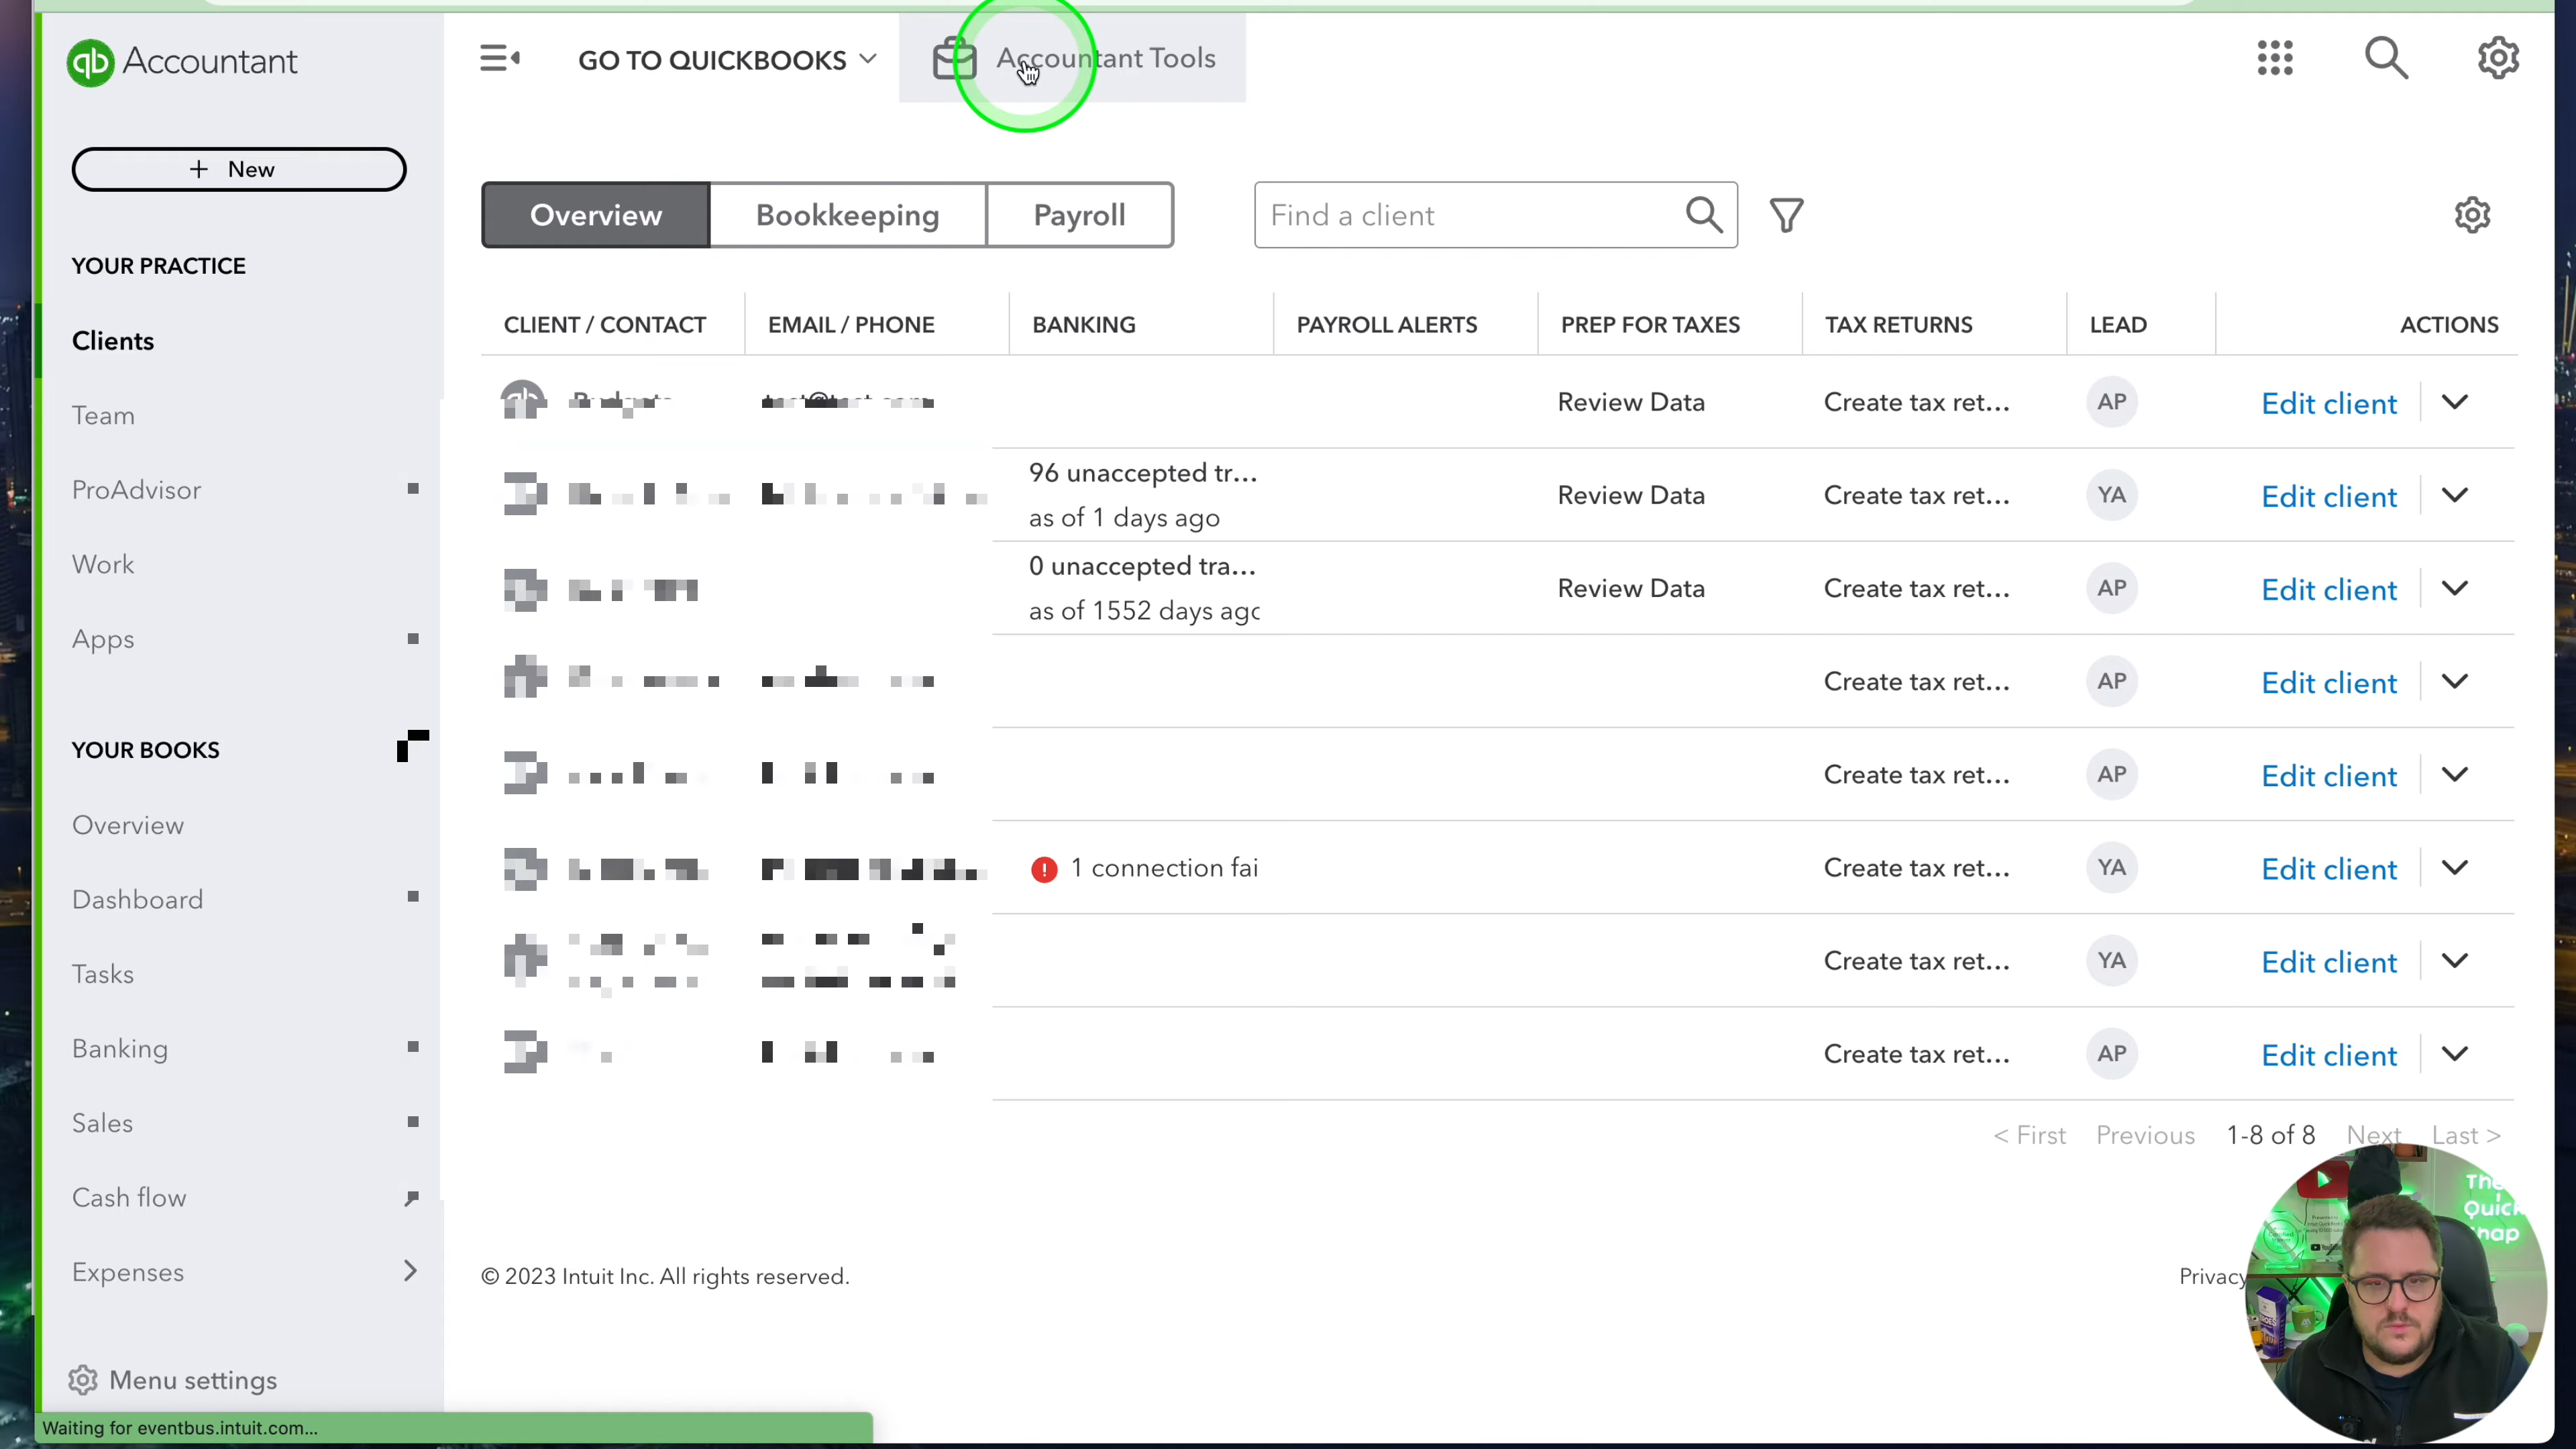 qb Accountant
GO TO QUICKBOOKS
Accountant Tools
+ New
YOUR PRACTICE
Clients
Team
ProAdvisor
Work
Apps
YOUR BOOKS
Overview
Dashboard
Tasks
Banking
Sales
Cash flow
Expenses
Menu settings
Waiting for eventbus.intuit.com...
Overview
Bookkeeping
Payroll
Find a client
CLIENT / CONTACT EMAIL / PHONE BANKING PAYROLL ALERTS PREP FOR TAXES TAX RETURNS LEAD ACTIONS
Review Data Create tax ret... AP Edit client
96 unaccepted tr...
as of 1 days ago
Review Data Create tax ret... YA Edit client
0 unaccepted tra...
as of 1552 days ago
Review Data Create tax ret... AP Edit client
Create tax ret... AP Edit client
Create tax ret... AP Edit client
1 connection fai Create tax ret... YA Edit client
Create tax ret... YA Edit client
Create tax ret... AP Edit client
< First Previous 1-8 of 8 Next Last >
© 2023 Intuit Inc. All rights reserved.
Privacy
The
Quick